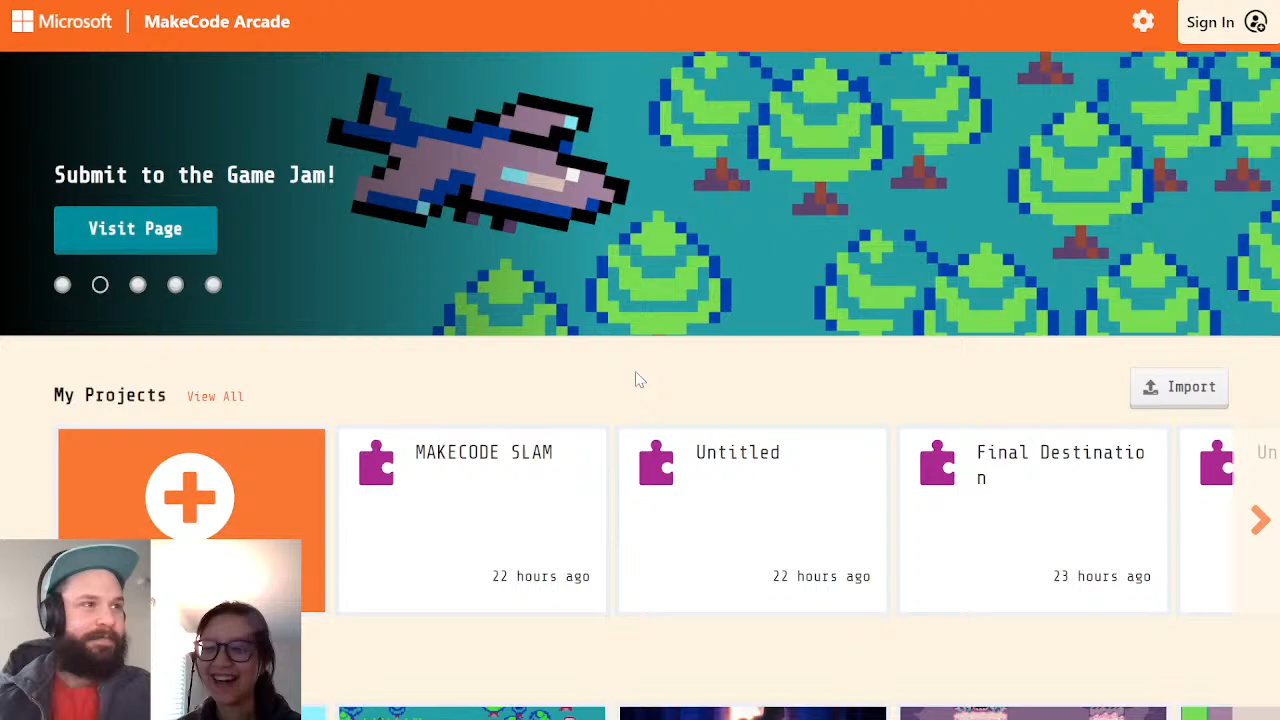 Microsoft | MakeCode Arcade
Sign In
Submit to the Game Jam!
Visit Page
My Projects View All
Import
MAKECODE SLAM
22 hours ago
Untitled
22 hours ago
Final Destinatio
n
23 hours ago
Un